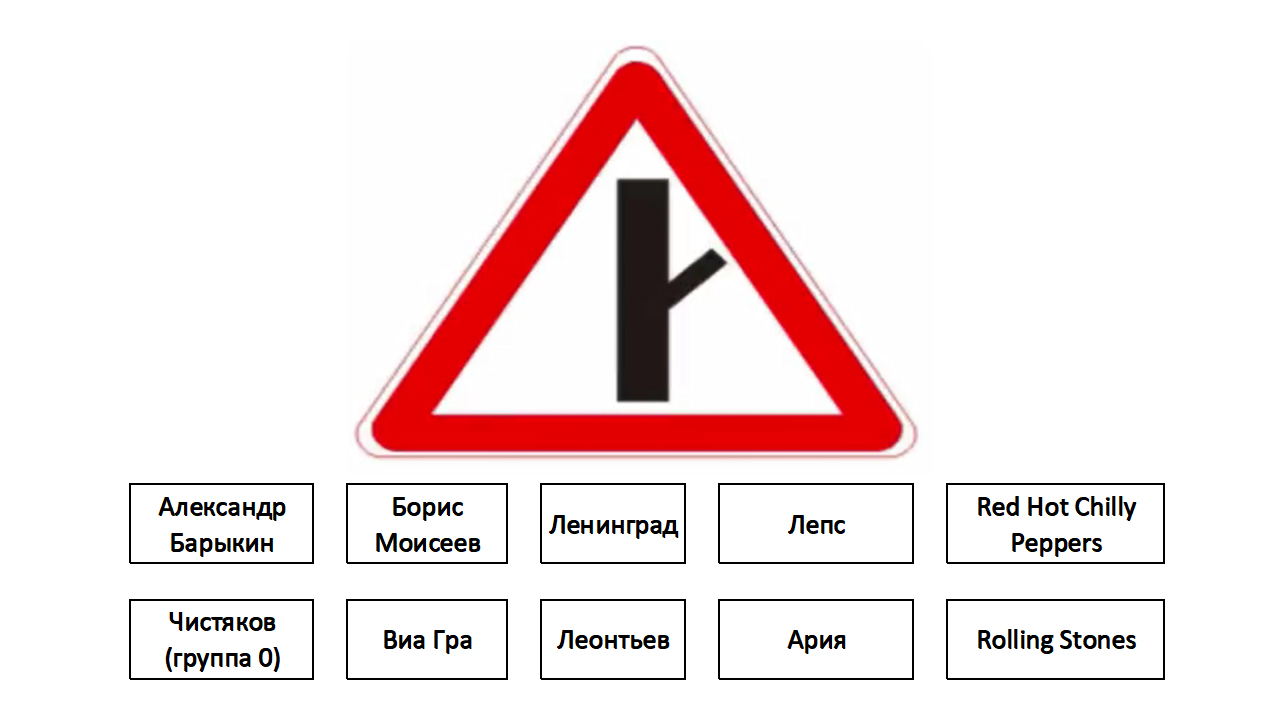 Александр
Барыкин
Борис
Моисеев
Ленинград
Лепс
Red Hot Chilly
Peppers
Чистяков
(группа 0)
Виа Гра
Леонтьев
Ария
Rolling Stones